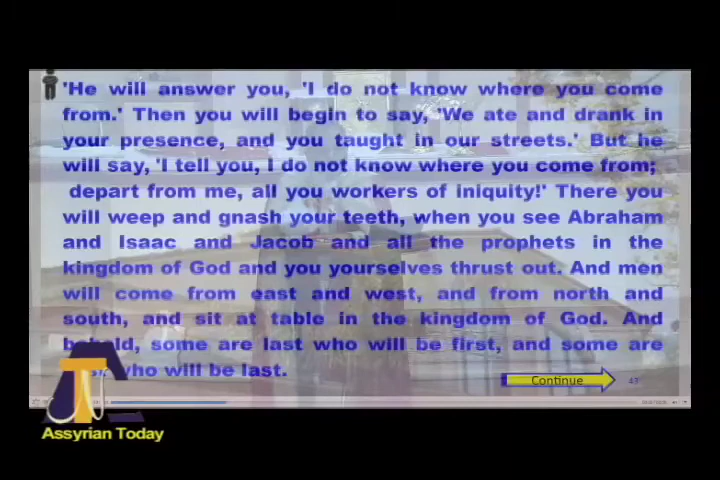 'He will answer you, 'I do not know where you come
from.' Then you will begin to say, 'We ate and drank in
your presence, and you taught in our streets.' But he
will say, 'I tell you, I do not know where you come from;
depart from me, all you workers of iniquity!' There you
will weep and gnash your teeth, when you see Abraham
and Isaac and Jacob and all the prophets in the
kingdom of God and you yourselves thrust out. And men
will come from east and west, and from north and
south, and sit at table in the kingdom of God. And
some are last who will be first, and some are
who will be last.
Continue
Assyrian Today